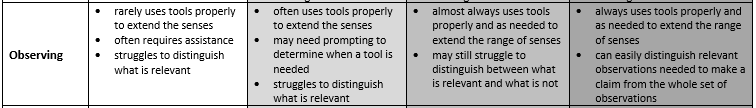 Observing
• rarely uses tools properly
to extend the senses
• often requires assistance
• struggles to distinguish
what is relevant
• often uses tools properly
to extend the senses
• may need prompting to
determine when a tool is
needed
• struggles to distinguish
what is relevant
• almost always uses tools
properly and as needed to
extend the range of senses
• may still struggle to
distinguish between what
is relevant and what is not
• always uses tools properly and
as needed to extend the range
of senses
• can easily distinguish relevant
observations needed to make a
claim from the whole set of
observations